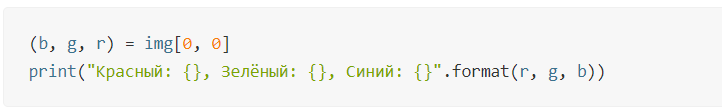 (b, g, r) = img[0, 0]
print("Красный: {}, Зелёный: {}, Синий: {}".format(r, g, b))